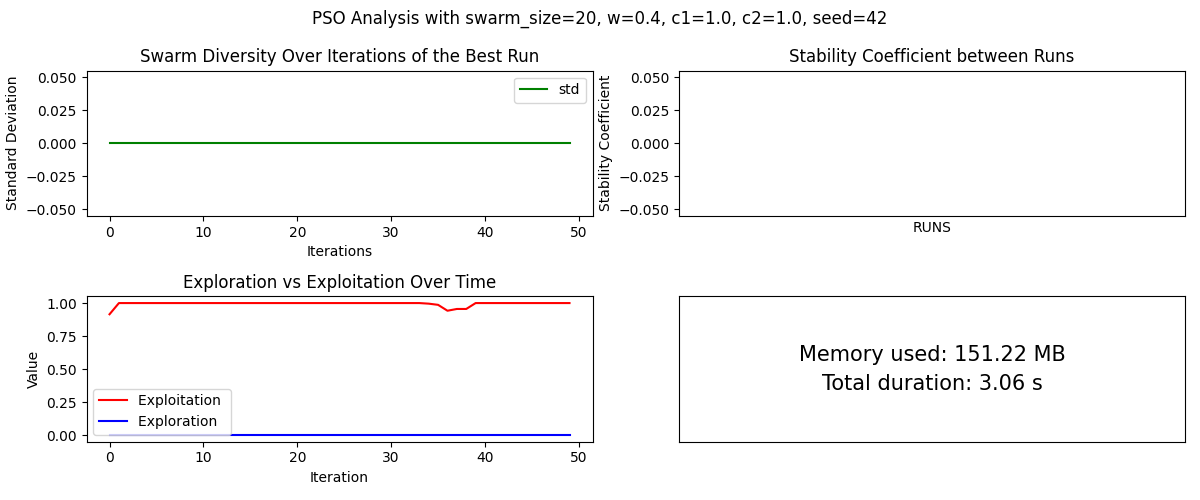 PSO Analysis with swarm_size=20, w=0.4, c1=1.0, c2=1.0, seed=42
Swarm Diversity Over Iterations of the Best Run
Standard Deviation
0.050
0.025
0.000
−0.025
−0.050
std
0 10 20 30 40 50
Iterations
Stability Coefficient between Runs
Stability Coefficient
0.050
0.025
0.000
−0.025
−0.050
RUNS
Exploration vs Exploitation Over Time
Value
1.00
0.75
0.50
0.25
0.00
Exploitation
Exploration
0 10 20 30 40 50
Iteration
Memory used: 151.22 MB
Total duration: 3.06 s